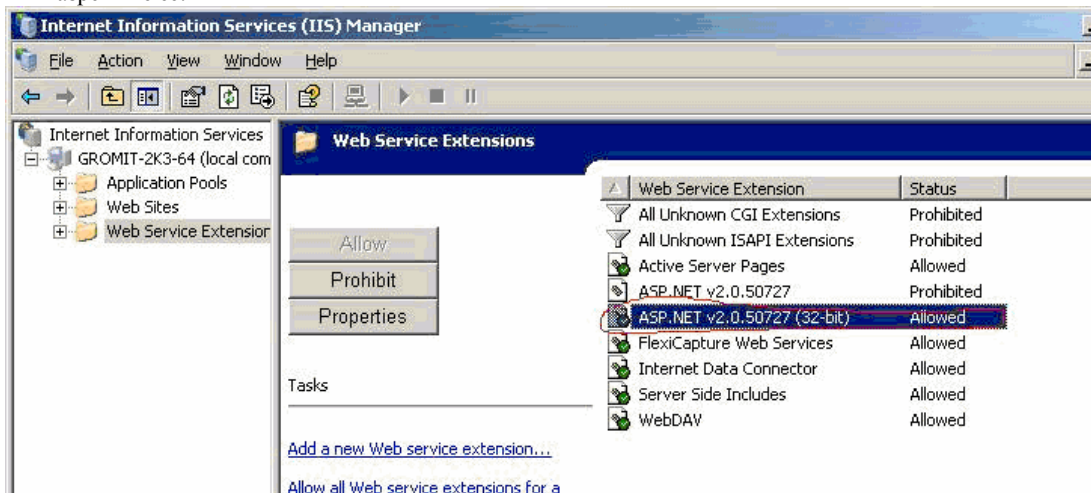 Internet Information Services (IIS) Manager
File Action View Window Help
Internet Information Services
GROMIT-2K3-64 (local com
Application Pools
Web Sites
Web Service Extension
Web Service Extensions
Allow
Prohibit
Properties
Tasks
Add a new Web service extension...
Allow all Web service extensions for a
Web Service Extension Status
All Unknown CGI Extensions Prohibited
All Unknown ISAPI Extensions Prohibited
Active Server Pages Allowed
ASP.NET v2.0.50727 Prohibited
ASP.NET v2.0.50727 (32-bit) Allowed
FlexiCapture Web Services Allowed
Internet Data Connector Allowed
Server Side Includes Allowed
WebDAV Allowed